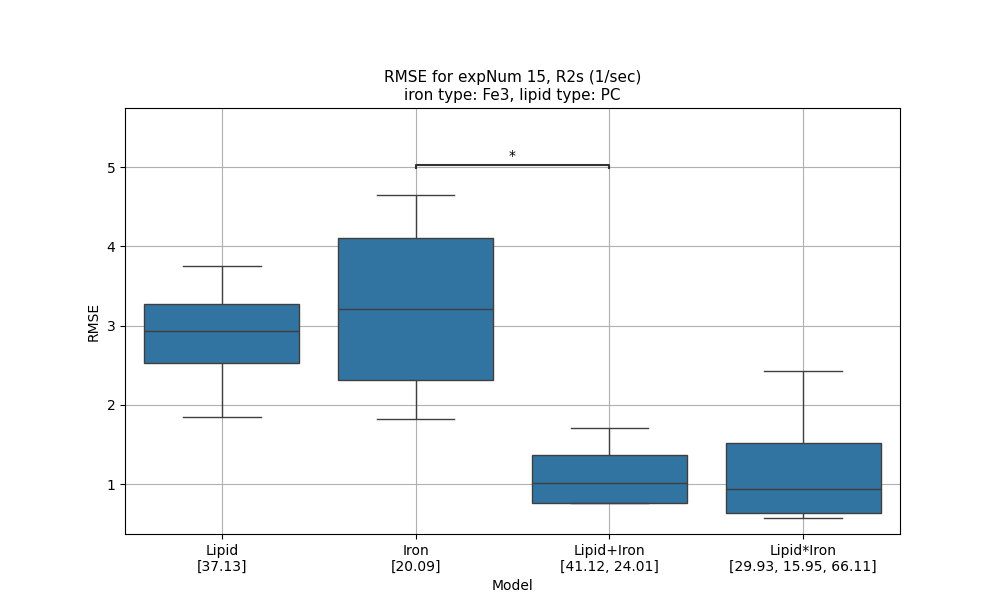 RMSE for expNum 15, R2s (1/sec)
iron type: Fe3, lipid type: PC
*
5
4
3
2
1
RMSE
Lipid
[37.13]
Iron
[20.09]
Lipid+Iron
[41.12, 24.01]
Lipid*Iron
[29.93, 15.95, 66.11]
Model